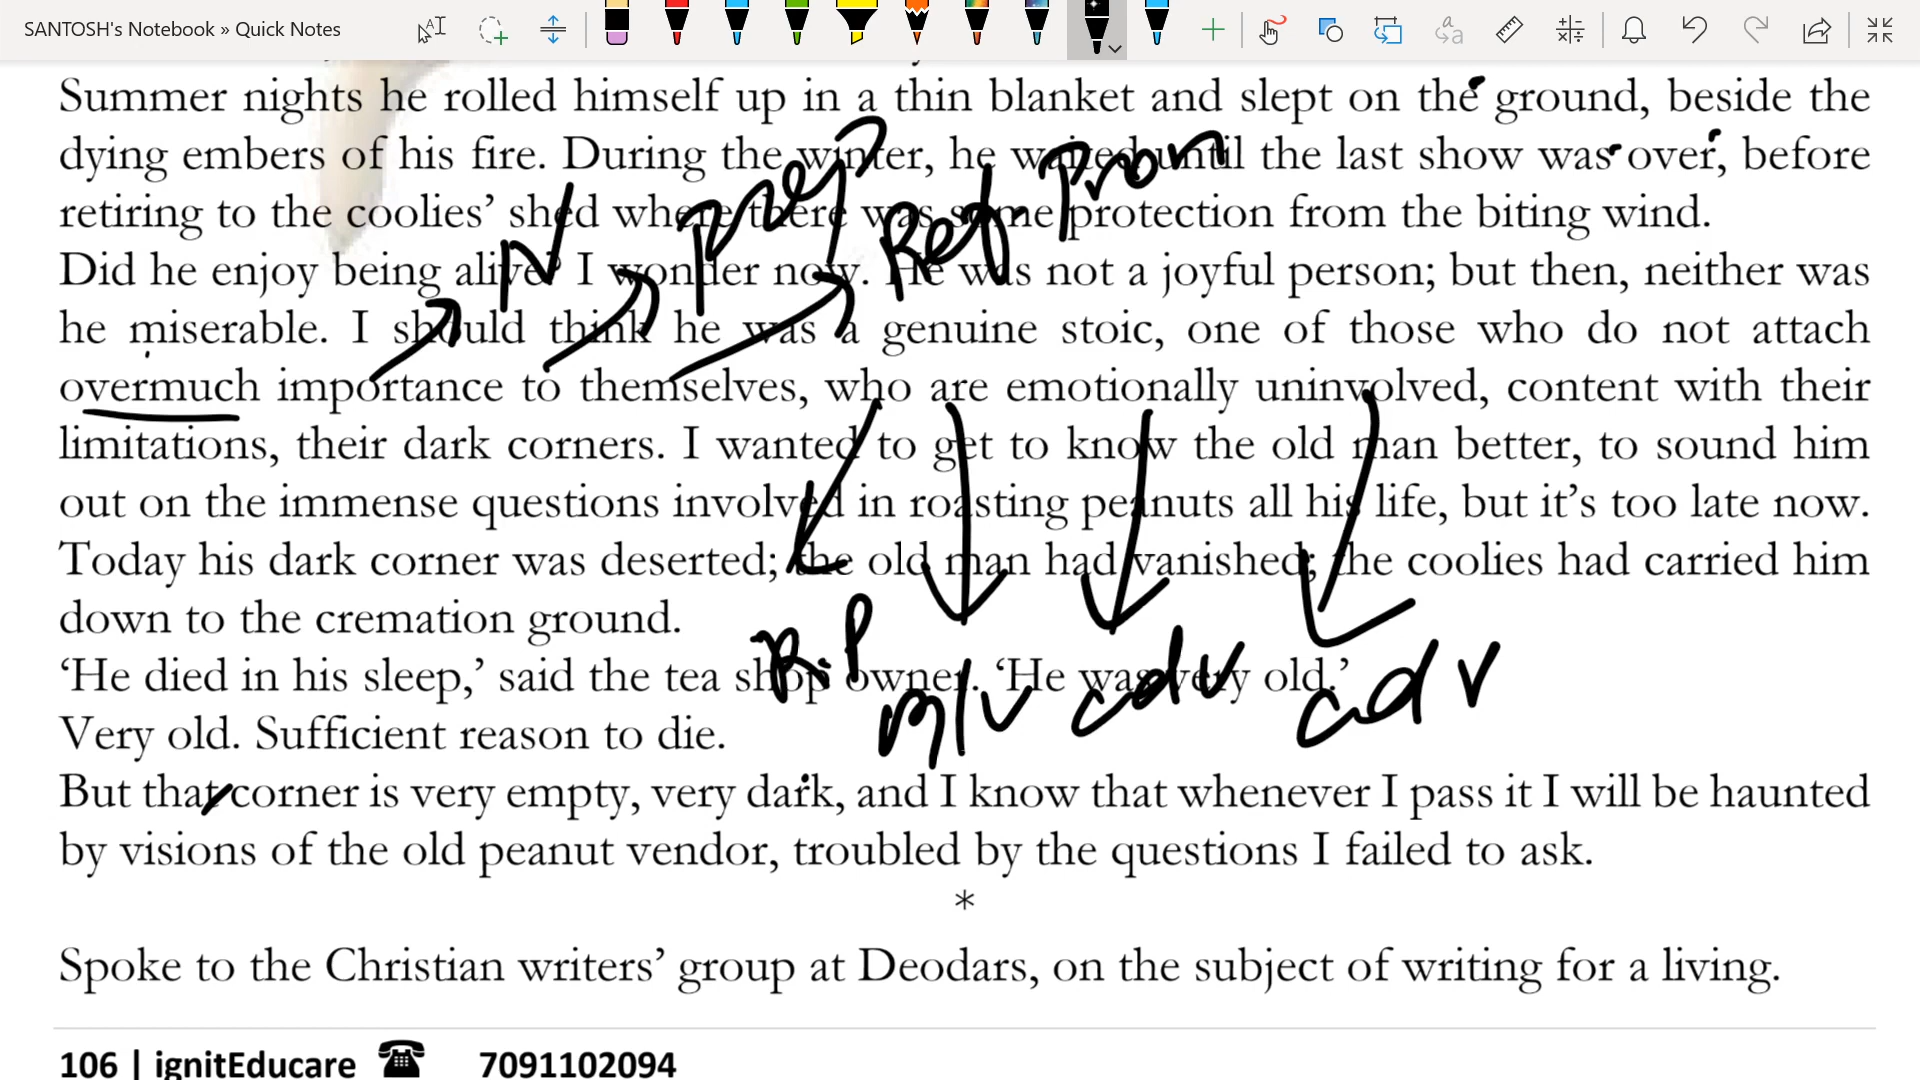 SANTOSH's Notebook » Quick Notes
Summer nights he rolled himself up in a thin blanket and slept on the ground, beside the
dying embers of his fire. During the winter, he waited until the last show was over, before
retiring to the coolies’ shed where there was some protection from the biting wind.
Did he enjoy being alive? I wonder now. He was not a joyful person; but then, neither was
he miserable. I should think he was a genuine stoic, one of those who do not attach
overmuch importance to themselves, who are emotionally uninvolved, content with their
limitations, their dark corners. I wanted to get to know the old man better, to sound him
out on the immense questions involved in roasting peanuts all his life, but it’s too late now.
Today his dark corner was deserted; the old man had vanished; the coolies had carried him
down to the cremation ground.
‘He died in his sleep,’ said the tea shop owner. ‘He was very old.’
Very old. Sufficient reason to die.
But that corner is very empty, very dark, and I know that whenever I pass it I will be haunted
by visions of the old peanut vendor, troubled by the questions I failed to ask.
*
Spoke to the Christian writers’ group at Deodars, on the subject of writing for a living.
106 | ignitEducare 7091102094
N
Prep
Ref. Pron
R.P
m/v
adv
adv